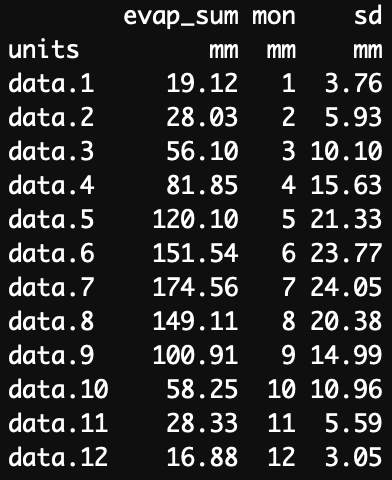 evap_sum mon sd
units mm mm mm
data.1 19.12 1 3.76
data.2 28.03 2 5.93
data.3 56.10 3 10.10
data.4 81.85 4 15.63
data.5 120.10 5 21.33
data.6 151.54 6 23.77
data.7 174.56 7 24.05
data.8 149.11 8 20.38
data.9 100.91 9 14.99
data.10 58.25 10 10.96
data.11 28.33 11 5.59
data.12 16.88 12 3.05